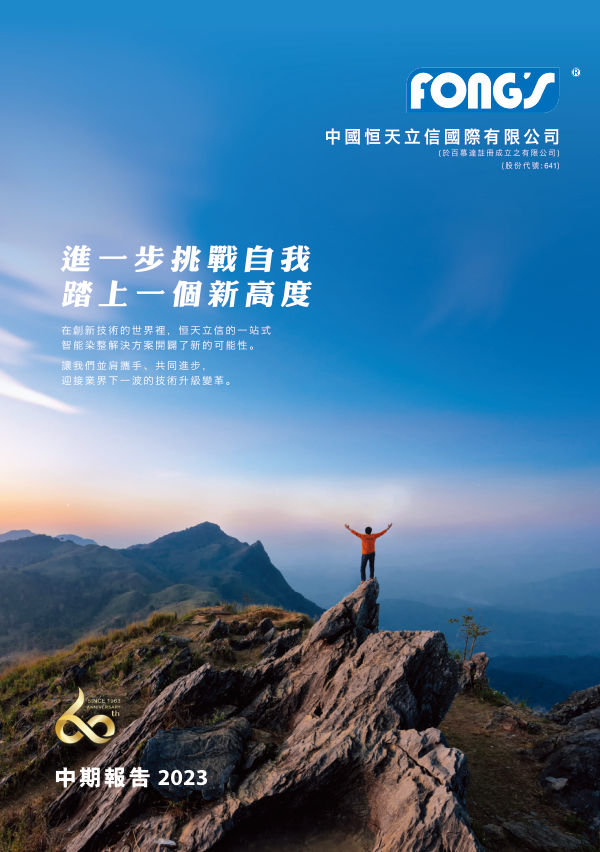 FONG'S®
中國恒天立信國際有限公司
(於百慕達註冊成立之有限公司)
(股份代號:641)
進一步挑戰自我
踏上一個新高度
在創新技術的世界裡，恒天立信的一站式
智能染整解決方案開闢了新的可能性。
讓我們並肩攜手、共同進步，
迎接業界下一波的技術升級變革。
SINCE 1963
ANNIVERSARY
60th
中期報告 2023